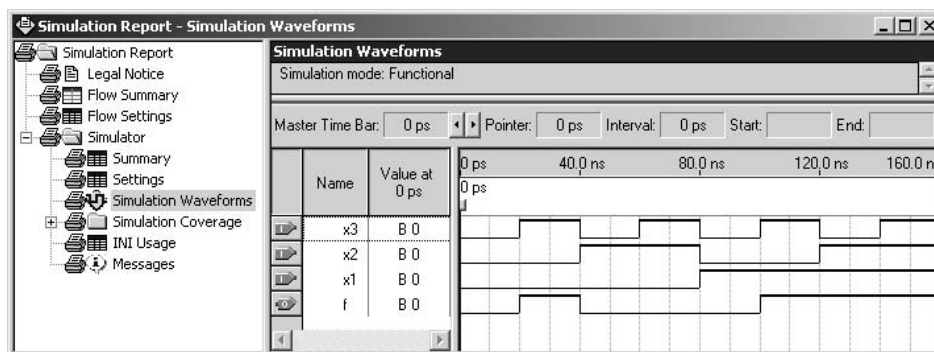 Simulation Report - Simulation Waveforms
Simulation Report
Legal Notice
Flow Summary
Flow Settings
Simulator
Summary
Settings
Simulation Waveforms
Simulation Coverage
INI Usage
Messages
Simulation Waveforms
Simulation mode: Functional
Master Time Bar: 0 ps Pointer: 0 ps Interval: 0 ps Start: End:
Name Value at 0 ps
0 ps 40.0 ns 80.0 ns 120.0 ns 160.0 n
0 ps
x3 B 0
x2 B 0
x1 B 0
f B 0